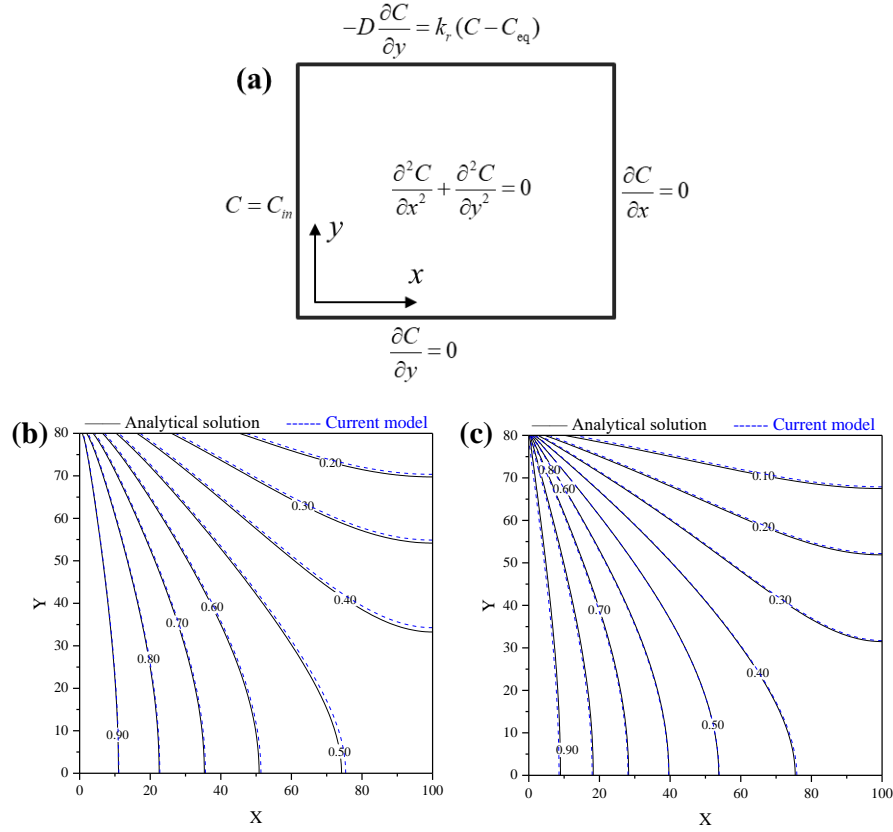 −D ∂C/∂y = k_r (C − C_eq)
(a)
∂²C/∂x² + ∂²C/∂y² = 0
∂C/∂x = 0
C = C_in
y
x
∂C/∂y = 0
(b)
Analytical solution
Current model
80
70
60
50
40
30
20
10
0
Y
0.20
0.30
0.40
0.60
0.70
0.80
0.90
0.50
0 20 40 60 80 100
X
(c)
Analytical solution
Current model
80
70
60
50
40
30
20
10
0
Y
0.80
0.60
0.10
0.20
0.30
0.70
0.40
0.50
0.90
0 20 40 60 80 100
X